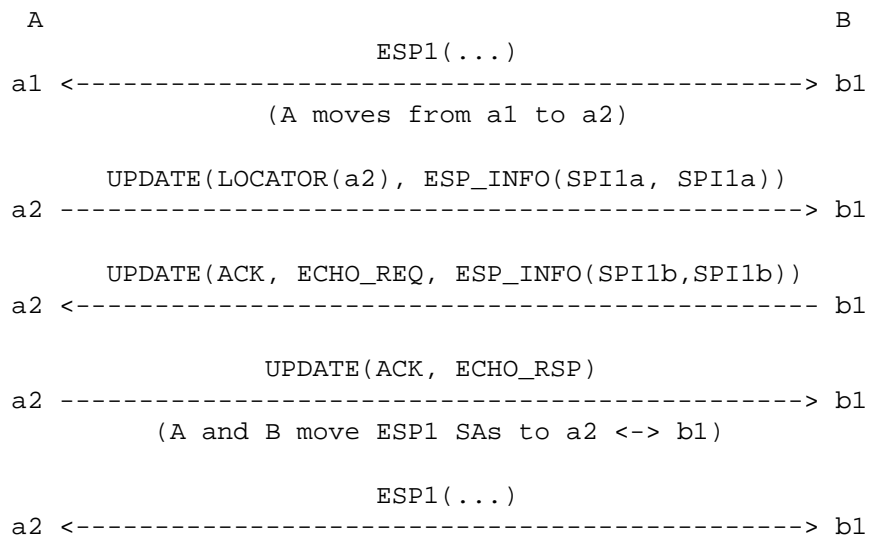 A B
ESP1(...)
a1 <----------------------------------------------> b1
(A moves from a1 to a2)
UPDATE(LOCATOR(a2), ESP_INFO(SPI1a, SPI1a))
a2 -----------------------------------------------> b1
UPDATE(ACK, ECHO_REQ, ESP_INFO(SPI1b,SPI1b))
a2 <----------------------------------------------- b1
UPDATE(ACK, ECHO_RSP)
a2 -----------------------------------------------> b1
(A and B move ESP1 SAs to a2 <-> b1)
ESP1(...)
a2 <----------------------------------------------> b1